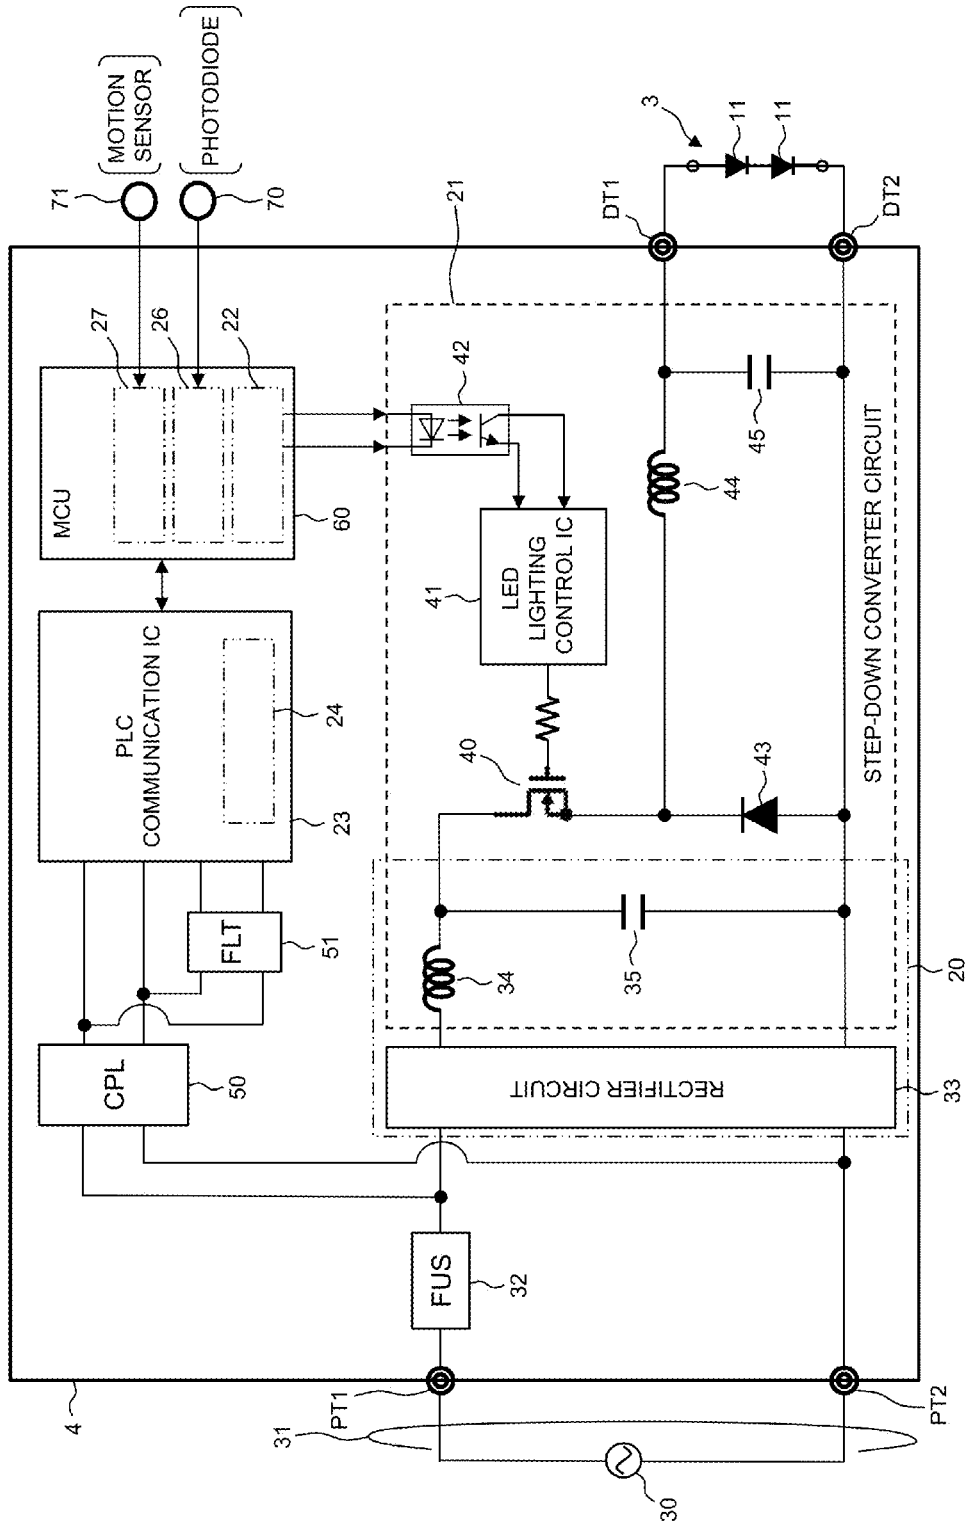 MOTION
SENSOR
PHOTODIODE
71
70
3
11
11
DT1
DT2
21
27
26
22
MCU
60
42
45
44
41
LED
LIGHTING
CONTROL IC
PLC
COMMUNICATION IC
24
23
40
43
STEP-DOWN CONVERTER CIRCUIT
FLT
51
34
35
20
CPL
50
RECTIFIER CIRCUIT
33
FUS
32
4
PT1
PT2
31
30